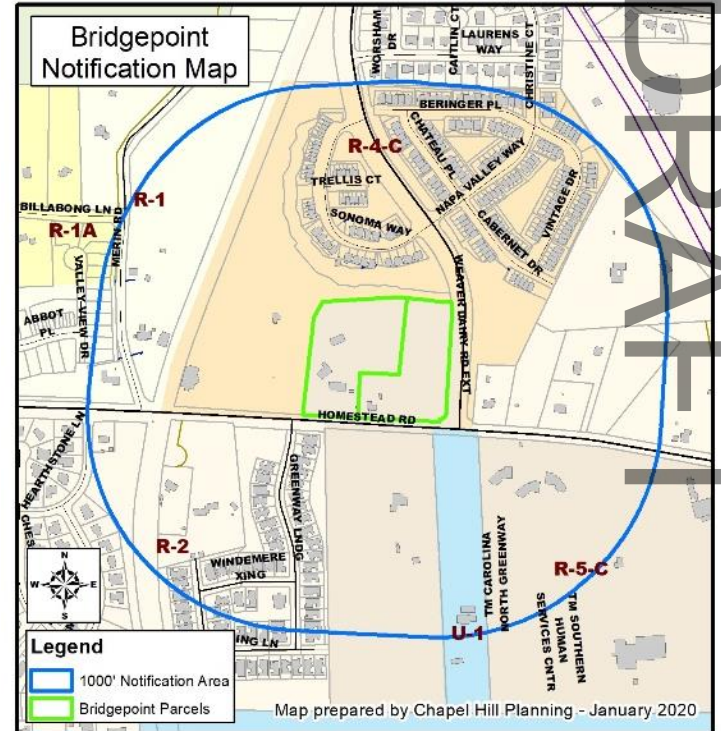 Bridgepoint
Notification Map
WORSHAM
DR
CAITLIN CT
LAURENS
WAY
CHRISTINE CT
BERINGER PL
R-4-C
CHATEAU PL
TRELLIS CT
NAPA VALLEY WAY
SONOMA WAY
CABERNET DR
VINTAGE DR
BILLABONG LN
R-1
R-1A
MERIN RD
VALLEY VIEW DR
ABBOT
PL
WEAVER DAIRY RD EXT
HOMESTEAD RD
HEARTHSTONE LN
CHES
GREENWAY LNDG
R-2
WINDEMERE
XING
ING LN
TM CAROLINA
NORTH GREENWAY
R-5-C
U-1
TM SOUTHERN
HUMAN
SERVICES CNTR
N
W
E
S
Legend
1000' Notification Area
Bridgepoint Parcels
Map prepared by Chapel Hill Planning - January 2020
DRAFT